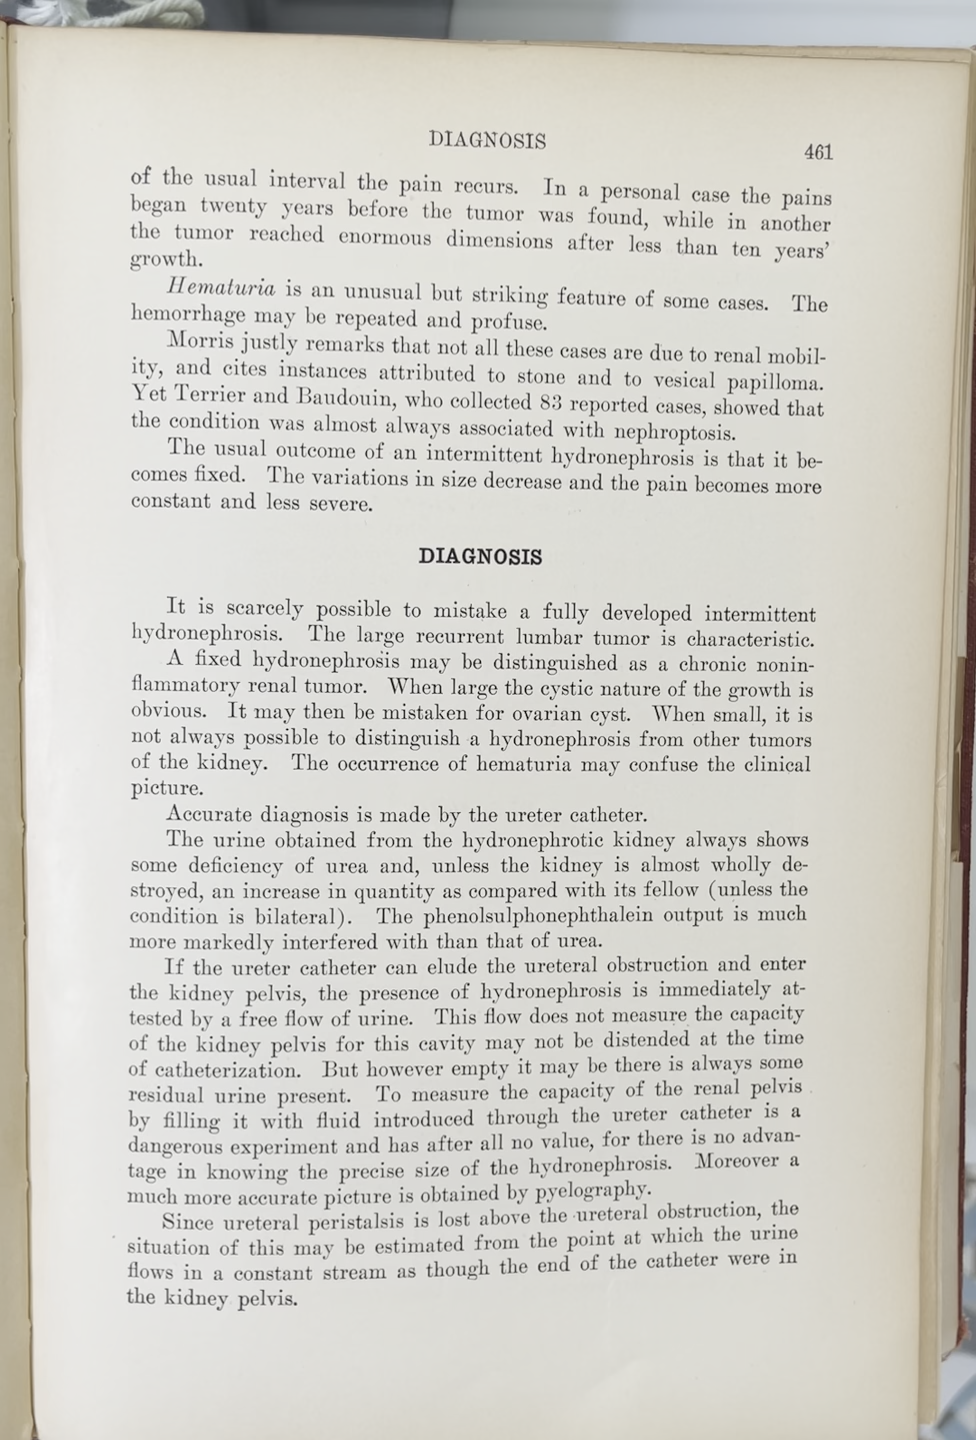 DIAGNOSIS
461
of the usual interval the pain recurs. In a personal case the pains
began twenty years before the tumor was found, while in another
the tumor reached enormous dimensions after less than ten years'
growth.
Hematuria is an unusual but striking feature of some cases. The
hemorrhage may be repeated and profuse.
Morris justly remarks that not all these cases are due to renal mobil-
ity, and cites instances attributed to stone and to vesical papilloma.
Yet Terrier and Baudouin, who collected 83 reported cases, showed that
the condition was almost always associated with nephroptosis.
The usual outcome of an intermittent hydronephrosis is that it be-
comes fixed. The variations in size decrease and the pain becomes more
constant and less severe.
DIAGNOSIS
It is scarcely possible to mistake a fully developed intermittent
hydronephrosis. The large recurrent lumbar tumor is characteristic.
A fixed hydronephrosis may be distinguished as a chronic nonin-
flammatory renal tumor. When large the cystic nature of the growth is
obvious. It may then be mistaken for ovarian cyst. When small, it is
not always possible to distinguish a hydronephrosis from other tumors
of the kidney. The occurrence of hematuria may confuse the clinical
picture.
Accurate diagnosis is made by the ureter catheter.
The urine obtained from the hydronephrotic kidney always shows
some deficiency of urea and, unless the kidney is almost wholly de-
stroyed, an increase in quantity as compared with its fellow (unless the
condition is bilateral). The phenolsulphonephthalein output is much
more markedly interfered with than that of urea.
If the ureter catheter can elude the ureteral obstruction and enter
the kidney pelvis, the presence of hydronephrosis is immediately at-
tested by a free flow of urine. This flow does not measure the capacity
of the kidney pelvis for this cavity may not be distended at the time
of catheterization. But however empty it may be there is always some
residual urine present. To measure the capacity of the renal pelvis
by filling it with fluid introduced through the ureter catheter is a
dangerous experiment and has after all no value, for there is no advan-
tage in knowing the precise size of the hydronephrosis. Moreover a
much more accurate picture is obtained by pyelography.
Since ureteral peristalsis is lost above the ureteral obstruction, the
situation of this may be estimated from the point at which the urine
flows in a constant stream as though the end of the catheter were in
the kidney pelvis.